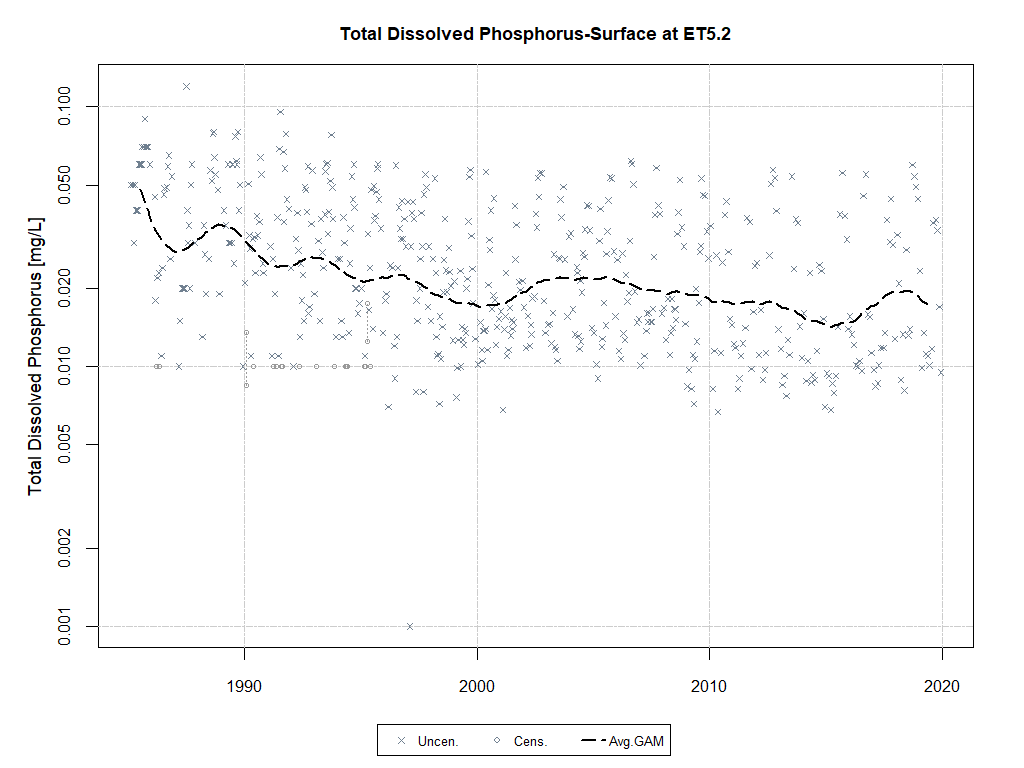 Total Dissolved Phosphorus-Surface at ET5.2
Total Dissolved Phosphorus [mg/L]
0.100
0.050
0.020
0.010
0.005
0.002
0.001
1990 2000 2010 2020
Uncen. Cens. Avg.GAM